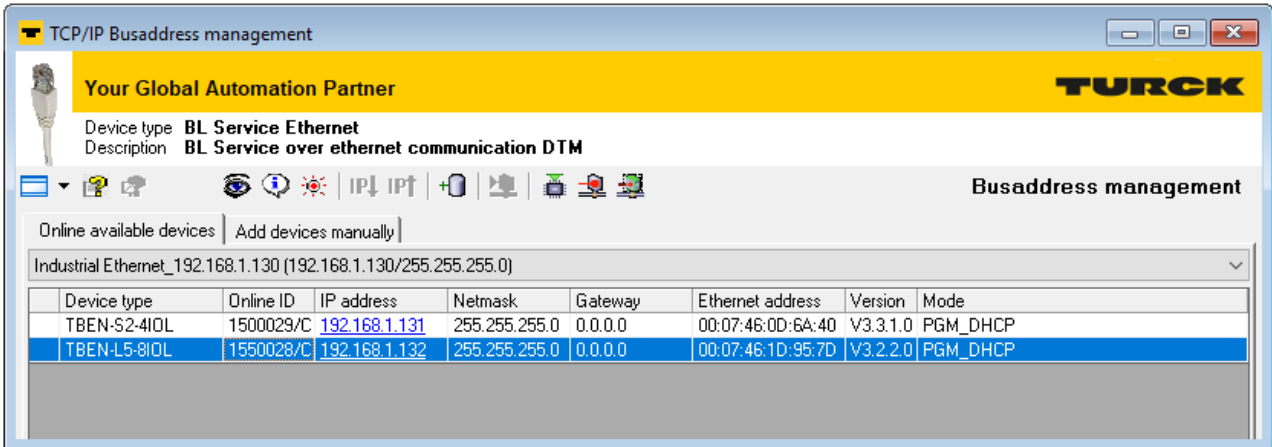 TCP/IP Busaddress management
Your Global Automation Partner
TURCK
Device type BL Service Ethernet
Description BL Service over ethernet communication DTM
IP IP
Busaddress management
Online available devices Add devices manually
Industrial Ethernet_192.168.1.130 (192.168.1.130/255.255.255.0)
Device type Online ID IP address Netmask Gateway Ethernet address Version Mode
TBEN-S2-4IOL 1500029/C 192.168.1.131 255.255.255.0 0.0.0.0 00:07:46:0D:6A:40 V3.3.1.0 PGM_DHCP
TBEN-L5-8IOL 1550028/C 192.168.1.132 255.255.255.0 0.0.0.0 00:07:46:1D:95:7D V3.2.2.0 PGM_DHCP